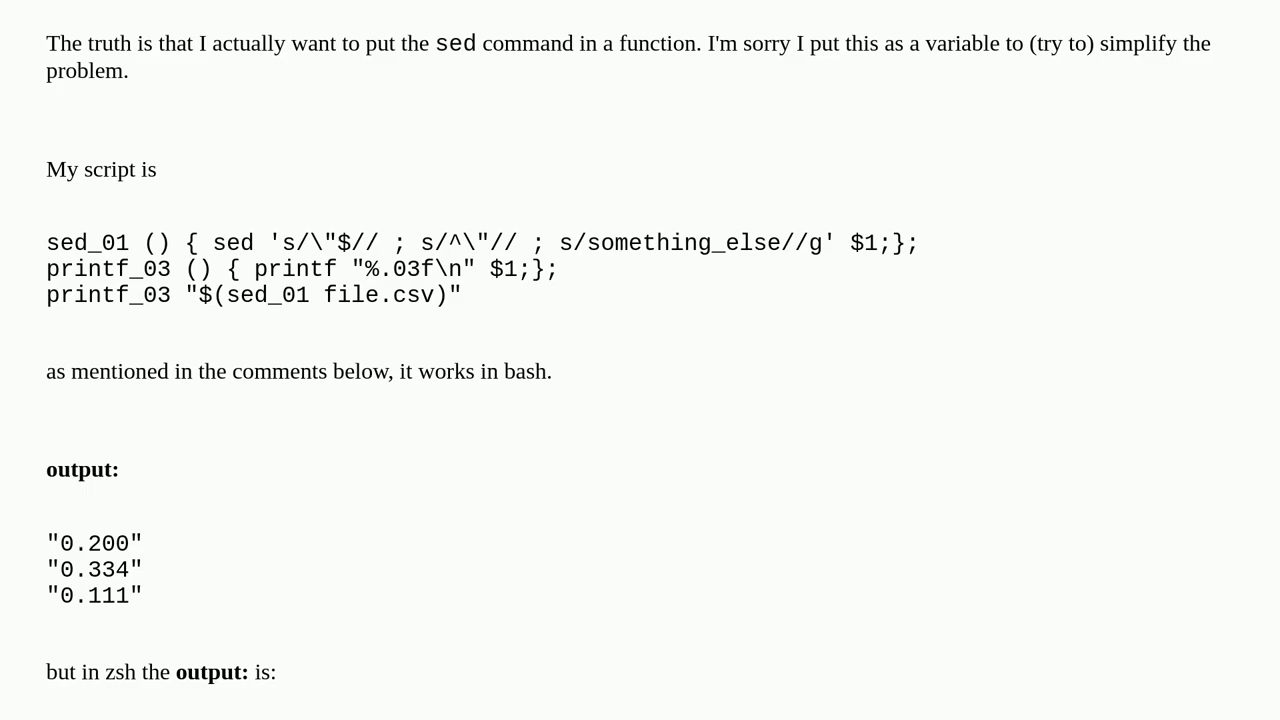 The truth is that I actually want to put the sed command in a function. I'm sorry I put this as a variable to (try to) simplify the
problem.
My script is
sed_01 () { sed 's/\"$// ; s/^\"// ; s/something_else//g' $1;};
printf_03 () { printf "%.03f\n" $1;};
printf_03 "$(sed_01 file.csv)"
as mentioned in the comments below, it works in bash.
output:
"0.200"
"0.334"
"0.111"
but in zsh the output: is: